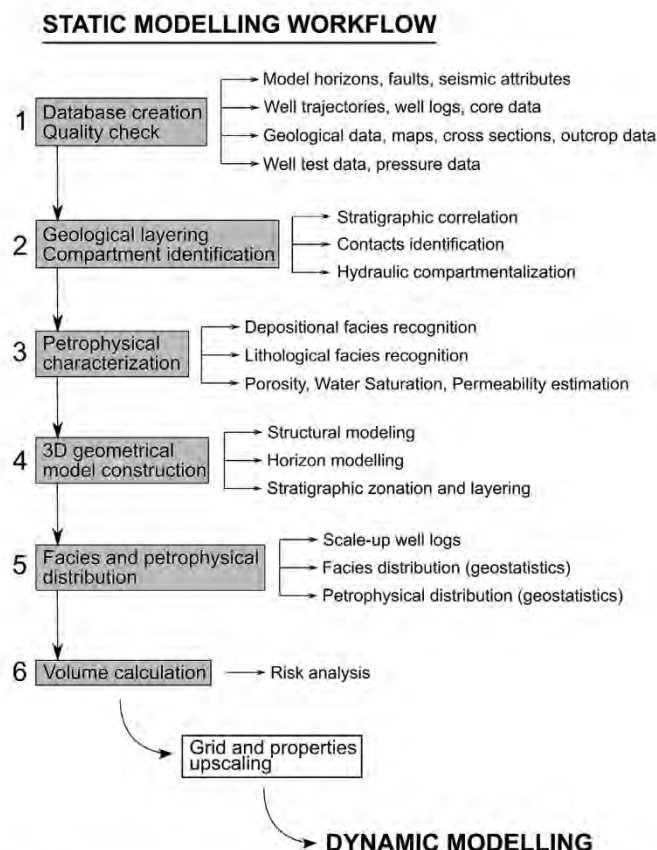 STATIC MODELLING WORKFLOW
1
Database creation
Quality check
Model horizons, faults, seismic attributes
Well trajectories, well logs, core data
Geological data, maps, cross sections, outcrop data
Well test data, pressure data
2
Geological layering
Compartment identification
Stratigraphic correlation
Contacts identification
Hydraulic compartmentalization
3
Petrophysical
characterization
Depositional facies recognition
Lithological facies recognition
Porosity, Water Saturation, Permeability estimation
4
3D geometrical
model construction
Structural modeling
Horizon modelling
Stratigraphic zonation and layering
5
Facies and petrophysical
distribution
Scale-up well logs
Facies distribution (geostatistics)
Petrophysical distribution (geostatistics)
6
Volume calculation
Risk analysis
Grid and properties
upscaling
DYNAMIC MODELLING